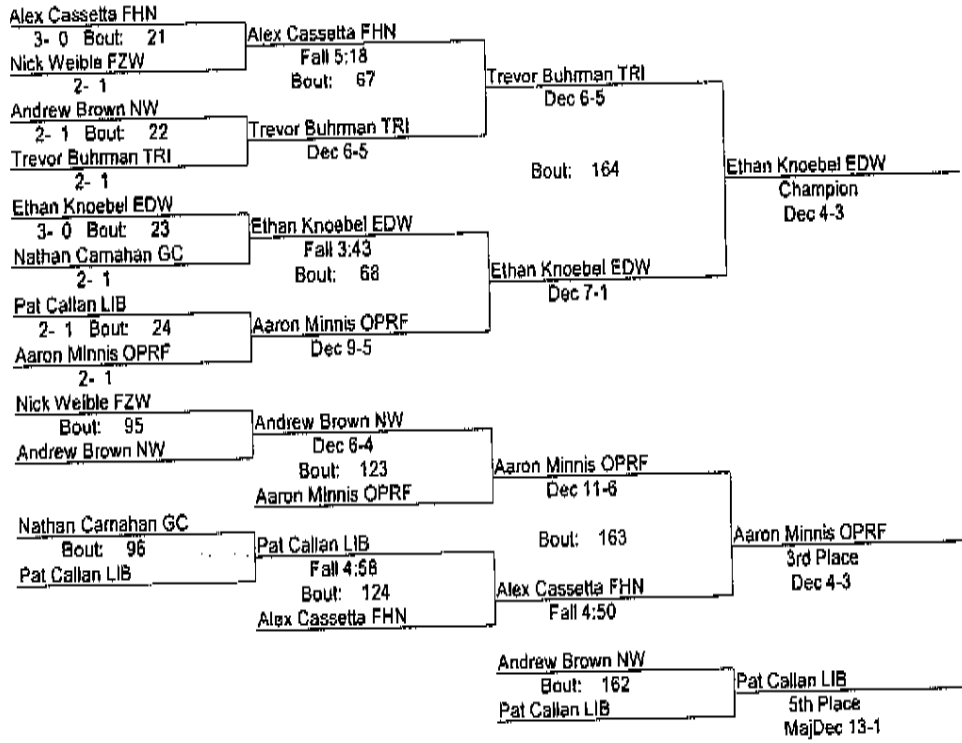 Alex Cassetta FHN
3- 0 Bout: 21
Nick Weible FZW
2- 1
Alex Cassetta FHN
Fall 5:18
Bout: 67
Andrew Brown NW
2- 1 Bout: 22
Trevor Buhrman TRI
2- 1
Trevor Buhrman TRI
Dec 6-5
Trevor Buhrman TRI
Dec 6-5
Bout: 164
Ethan Knoebel EDW
3- 0 Bout: 23
Nathan Carnahan GC
2- 1
Ethan Knoebel EDW
Fall 3:43
Bout: 68
Pat Callan LIB
2- 1 Bout: 24
Aaron Minnis OPRF
2- 1
Aaron Minnis OPRF
Dec 9-5
Ethan Knoebel EDW
Dec 7-1
Ethan Knoebel EDW
Champion
Dec 4-3
Nick Weible FZW
Bout: 95
Andrew Brown NW
Andrew Brown NW
Dec 6-4
Bout: 123
Aaron Minnis OPRF
Aaron Minnis OPRF
Dec 11-6
Bout: 163
Nathan Carnahan GC
Bout: 96
Pat Callan LIB
Pat Callan LIB
Fall 4:58
Bout: 124
Alex Cassetta FHN
Alex Cassetta FHN
Fall 4:50
Aaron Minnis OPRF
3rd Place
Dec 4-3
Andrew Brown NW
Bout: 162
Pat Callan LIB
Pat Callan LIB
5th Place
MajDec 13-1